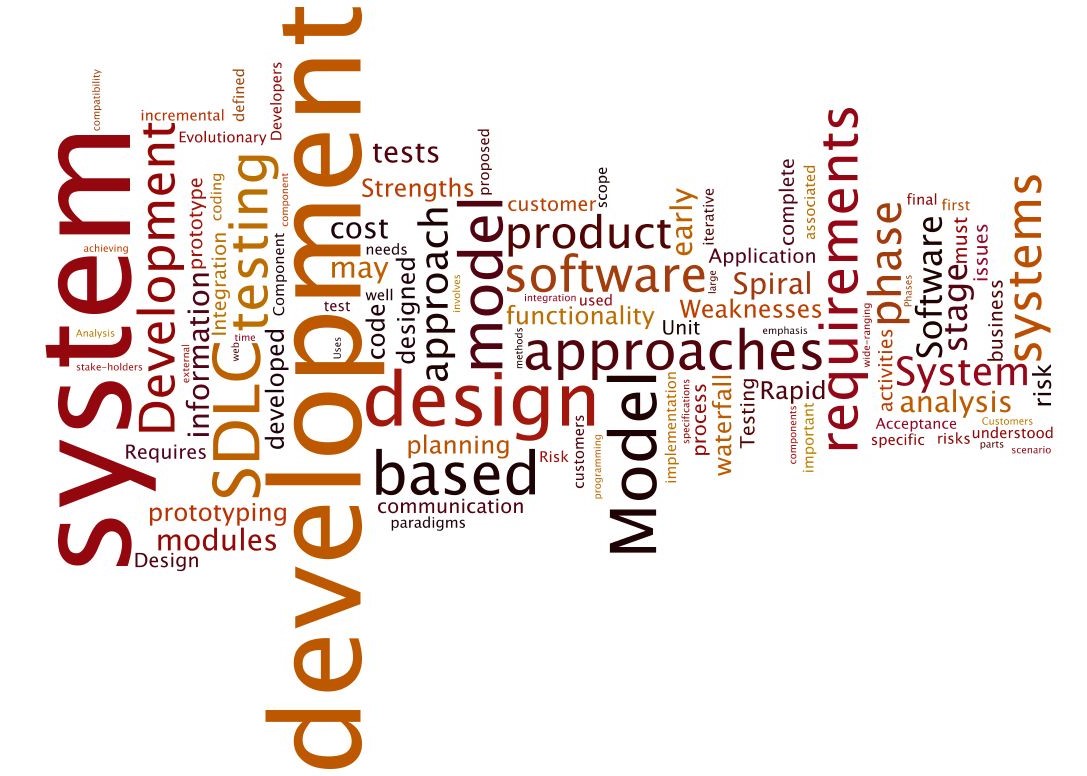 compatibility
system
achieving
Analysis
stake-holders
incremental
Evolutionary
defined
Developers
Development
prototype
coding
Integration
information
external
testing
component
Component
SDLC
time
web
developed
Requires
prototyping
modules
Design
development
tests
Strengths
proposed
cost
needs
may
well
test
Uses
code
designed
approach
involves
model
customer
scope
product
software
integration
used
functionality
early
iterative
large
Application
Spiral
Weaknesses
Unit
emphasis
methods
approaches
complete
associated
design
planning
based
communication
paradigms
Risk
customers
programming
Model
implementation
specifications
process
waterfall
Testing
Rapid
components
important
requirements
wide-ranging
phase
Phases
activities
final
first
Software
must
stage
issues
business
systems
System
analysis
risk
Acceptance
Customers
specific
risks
understood
parts
scenario